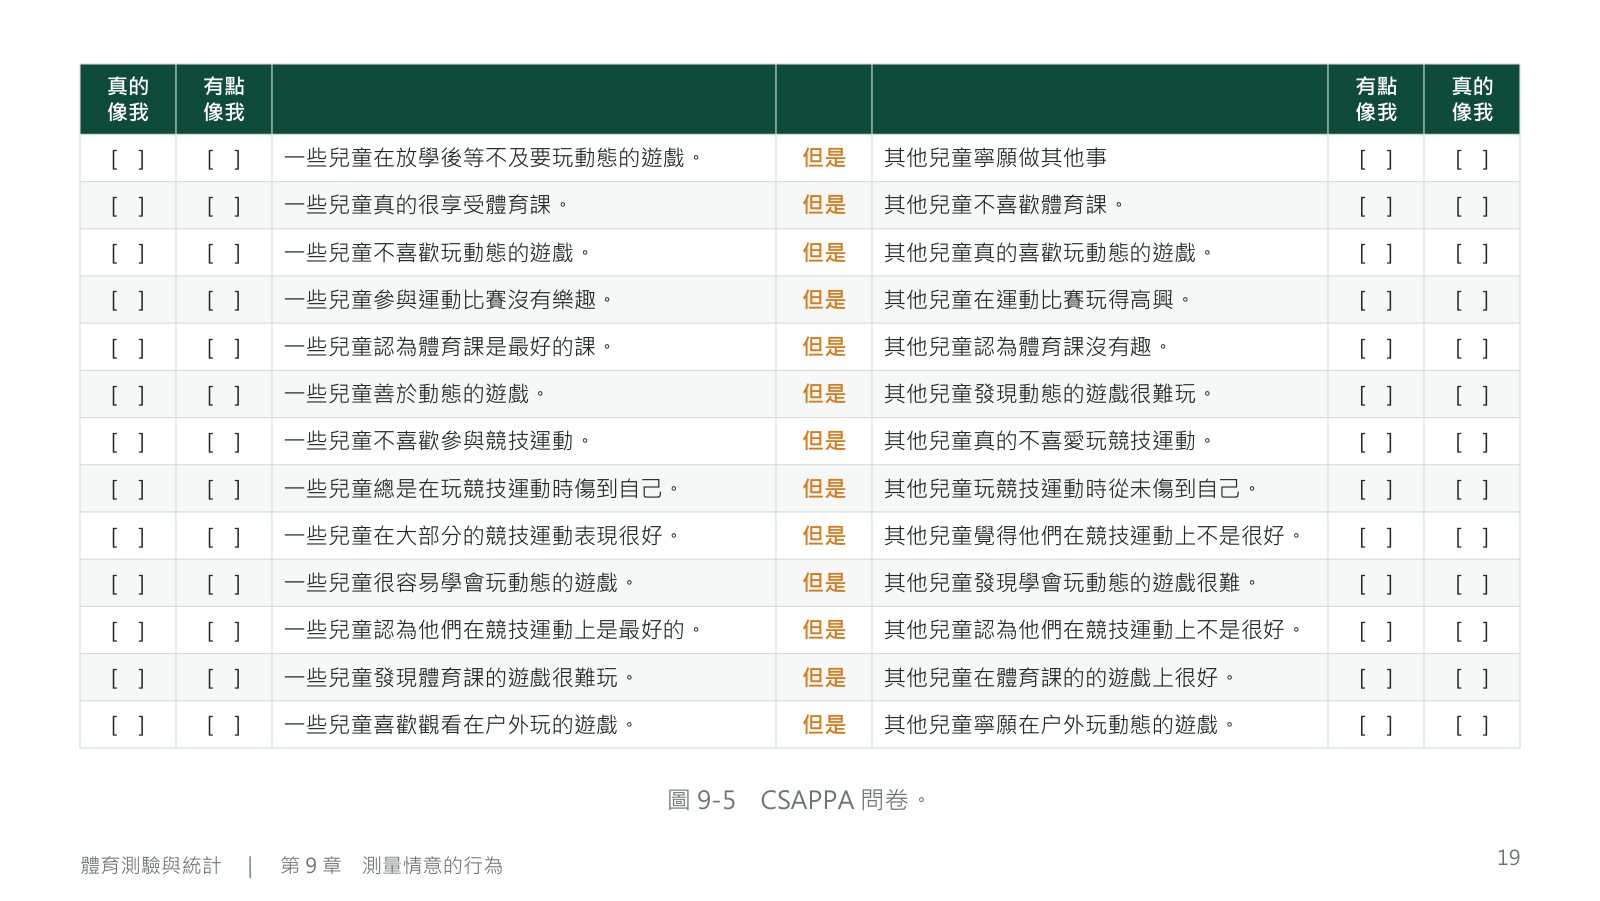 真的 有點 有點 真的
像我 像我 像我 像我
[ ] [ ] 一些兒童在放學後等不及要玩動態的遊戲。 但是 其他兒童寧願做其他事 [ ] [ ]
[ ] [ ] 一些兒童真的很享受體育課。 但是 其他兒童不喜歡體育課。 [ ] [ ]
[ ] [ ] 一些兒童不喜歡玩動態的遊戲。 但是 其他兒童真的喜歡玩動態的遊戲。 [ ] [ ]
[ ] [ ] 一些兒童參與運動比賽沒有樂趣。 但是 其他兒童在運動比賽玩得高興。 [ ] [ ]
[ ] [ ] 一些兒童認為體育課是最好的課。 但是 其他兒童認為體育課沒有趣。 [ ] [ ]
[ ] [ ] 一些兒童善於動態的遊戲。 但是 其他兒童發現動態的遊戲很難玩。 [ ] [ ]
[ ] [ ] 一些兒童不喜歡參與競技運動。 但是 其他兒童真的不喜愛玩競技運動。 [ ] [ ]
[ ] [ ] 一些兒童總是在玩競技運動時傷到自己。 但是 其他兒童玩競技運動時從未傷到自己。 [ ] [ ]
[ ] [ ] 一些兒童在大部分的競技運動表現很好。 但是 其他兒童覺得他們在競技運動上不是很好。 [ ] [ ]
[ ] [ ] 一些兒童很容易學會玩動態的遊戲。 但是 其他兒童發現學會玩動態的遊戲很難。 [ ] [ ]
[ ] [ ] 一些兒童認為他們在競技運動上是最好的。 但是 其他兒童認為他們在競技運動上不是很好。 [ ] [ ]
[ ] [ ] 一些兒童發現體育課的遊戲很難玩。 但是 其他兒童在體育課的的遊戲上很好。 [ ] [ ]
[ ] [ ] 一些兒童喜歡觀看在户外玩的遊戲。 但是 其他兒童寧願在户外玩動態的遊戲。 [ ] [ ]
圖 9-5 CSAPPA 問卷。
體育測驗與統計 | 第 9 章 測量情意的行為
19